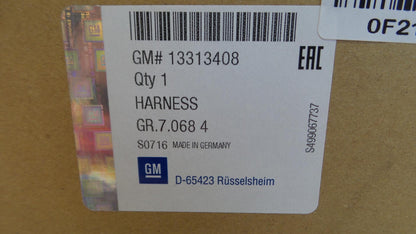 0F21
GM# 13313408
EAC
Qty 1
HARNESS
GR.7.068 4
S0716 MADE IN GERMANY
S499067737
GM
D-65423 Rüsselsheim